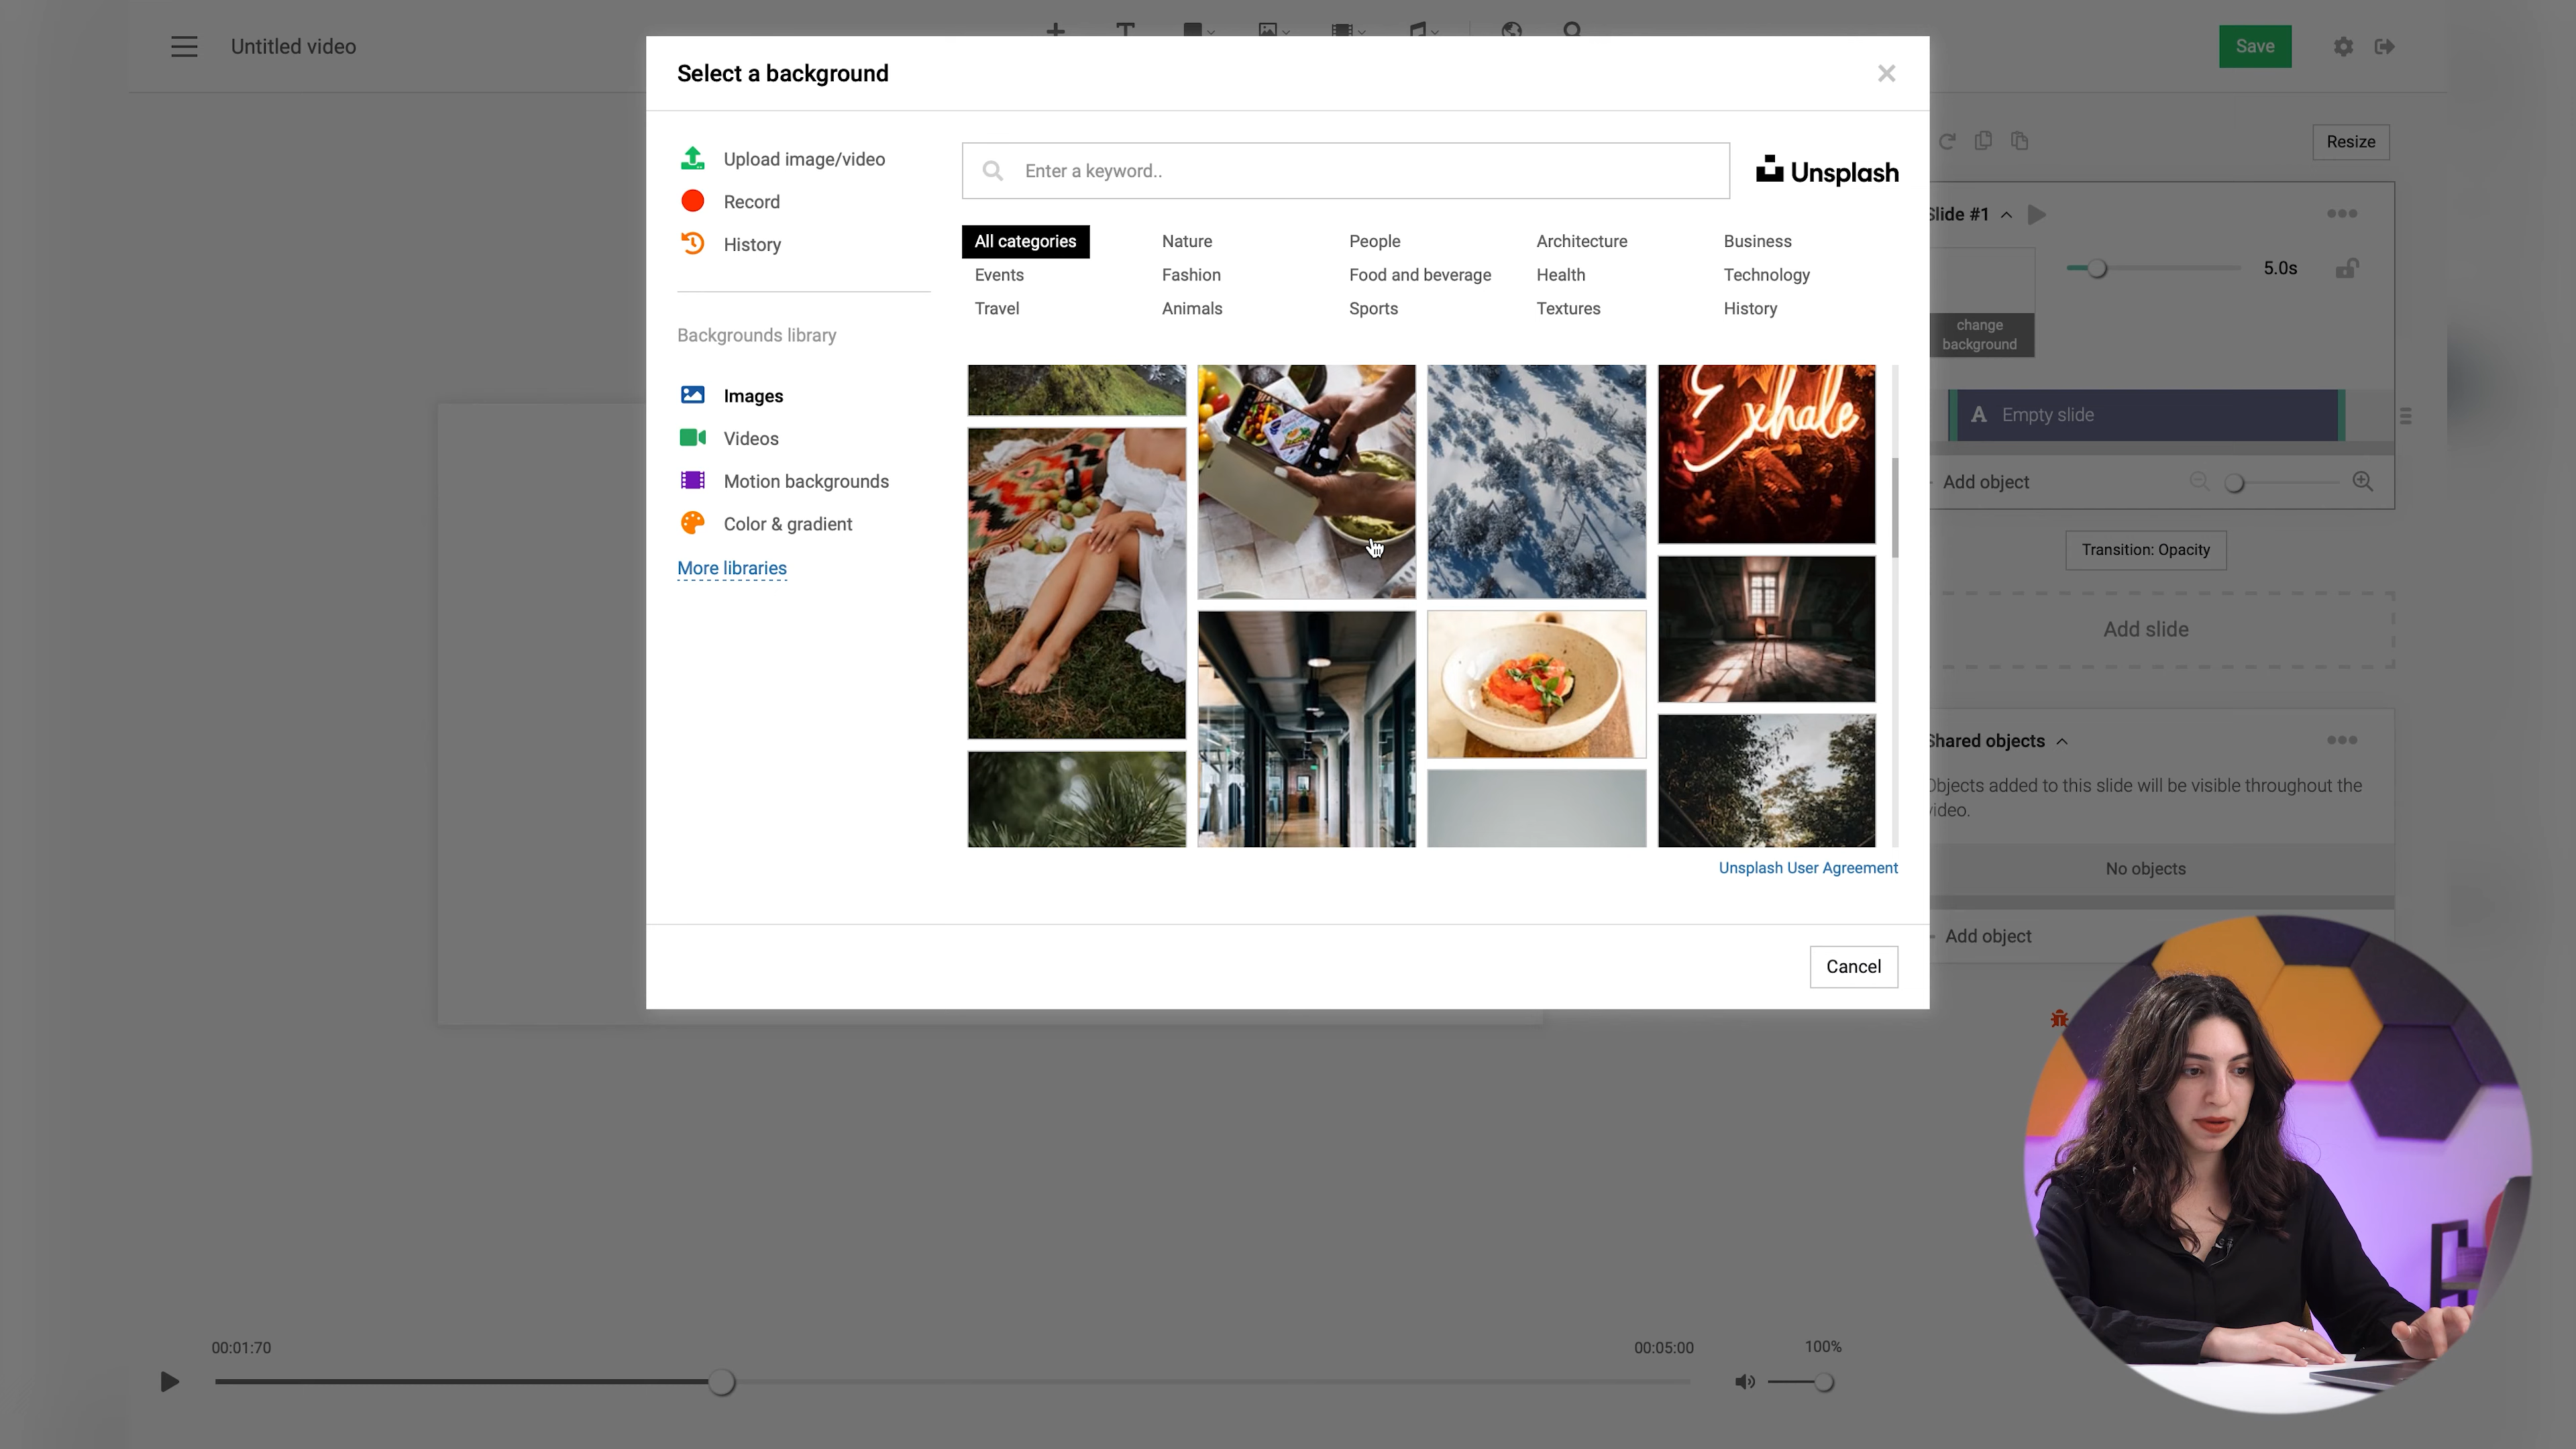 Untitled video
Save
Select a background
Upload image/video
Record
History
Enter a keyword..
Unsplash
All categories
Nature
People
Architecture
Business
Events
Fashion
Food and beverage
Health
Technology
Travel
Animals
Sports
Textures
History
Backgrounds library
Images
Videos
Motion backgrounds
Color & gradient
More libraries
Exhale
Unsplash User Agreement
Cancel
Resize
Slide #1
5.0s
change
background
A Empty slide
Add object
Transition: Opacity
Add slide
Shared objects
Objects added to this slide will be visible throughout the
video.
No objects
Add object
00:01:70
00:05:00
100%